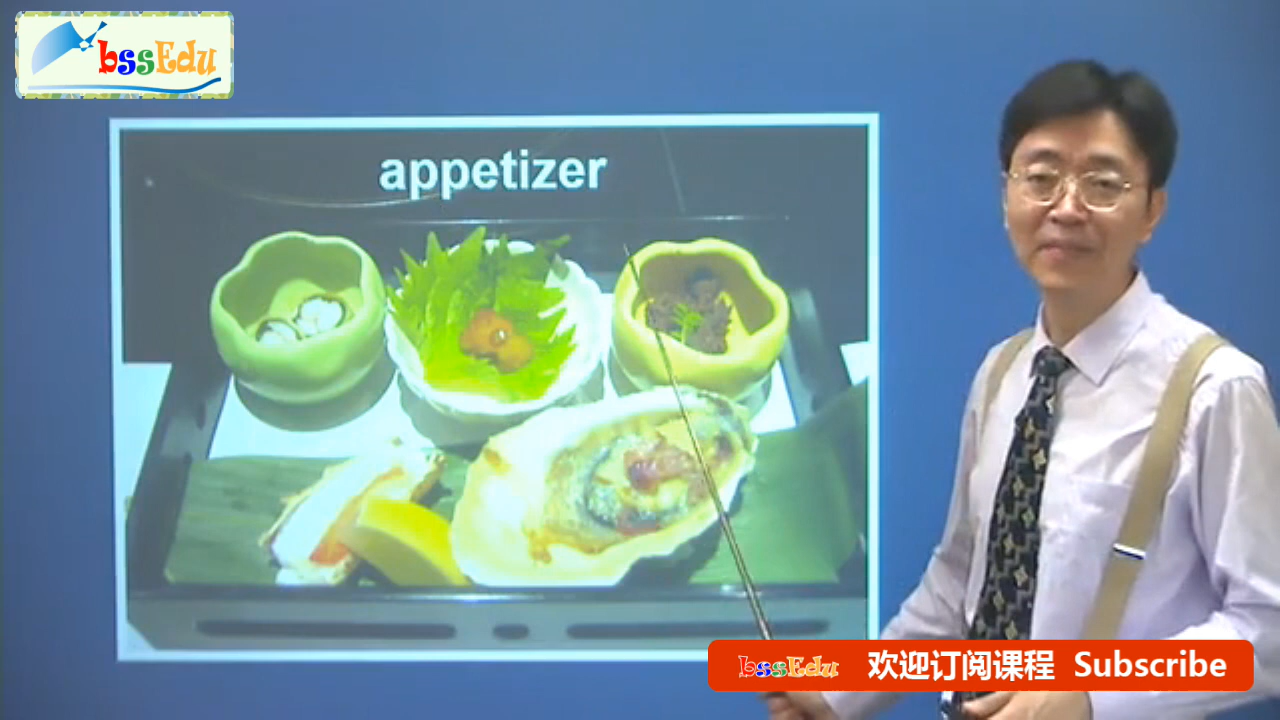 bssEdu
appetizer
bssEdu 欢迎订阅课程 Subscribe